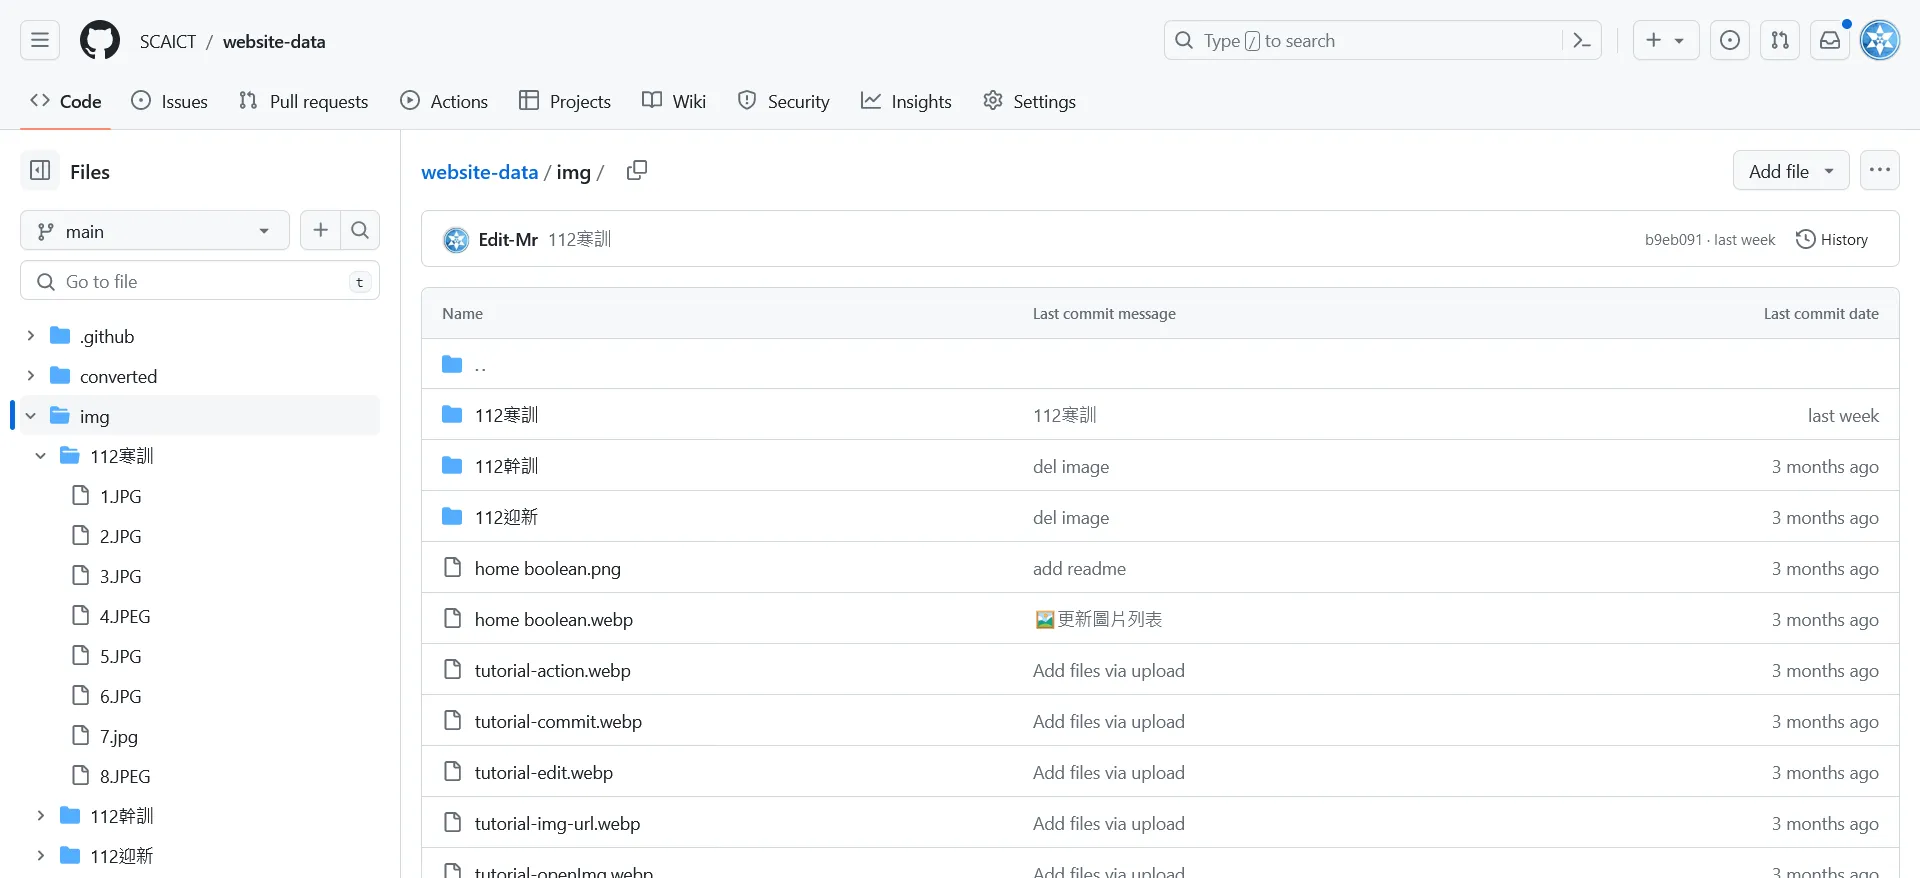 SCAICT / website-data
Type / to search
Code Issues Pull requests Actions Projects Wiki Security Insights Settings
Files
main
Go to file t
.github
converted
img
112寒訓
1.JPG
2.JPG
3.JPG
4.JPEG
5.JPG
6.JPG
7.jpg
8.JPEG
112幹訓
112迎新
website-data / img /
Add file
Edit-Mr 112寒訓 b9eb091 · last week History
Name Last commit message Last commit date
..
112寒訓 112寒訓 last week
112幹訓 del image 3 months ago
112迎新 del image 3 months ago
home boolean.png add readme 3 months ago
home boolean.webp 🖼️更新圖片列表 3 months ago
tutorial-action.webp Add files via upload 3 months ago
tutorial-commit.webp Add files via upload 3 months ago
tutorial-edit.webp Add files via upload 3 months ago
tutorial-img-url.webp Add files via upload 3 months ago
tutorial-openImg.webp Add files via upload 3 months ago